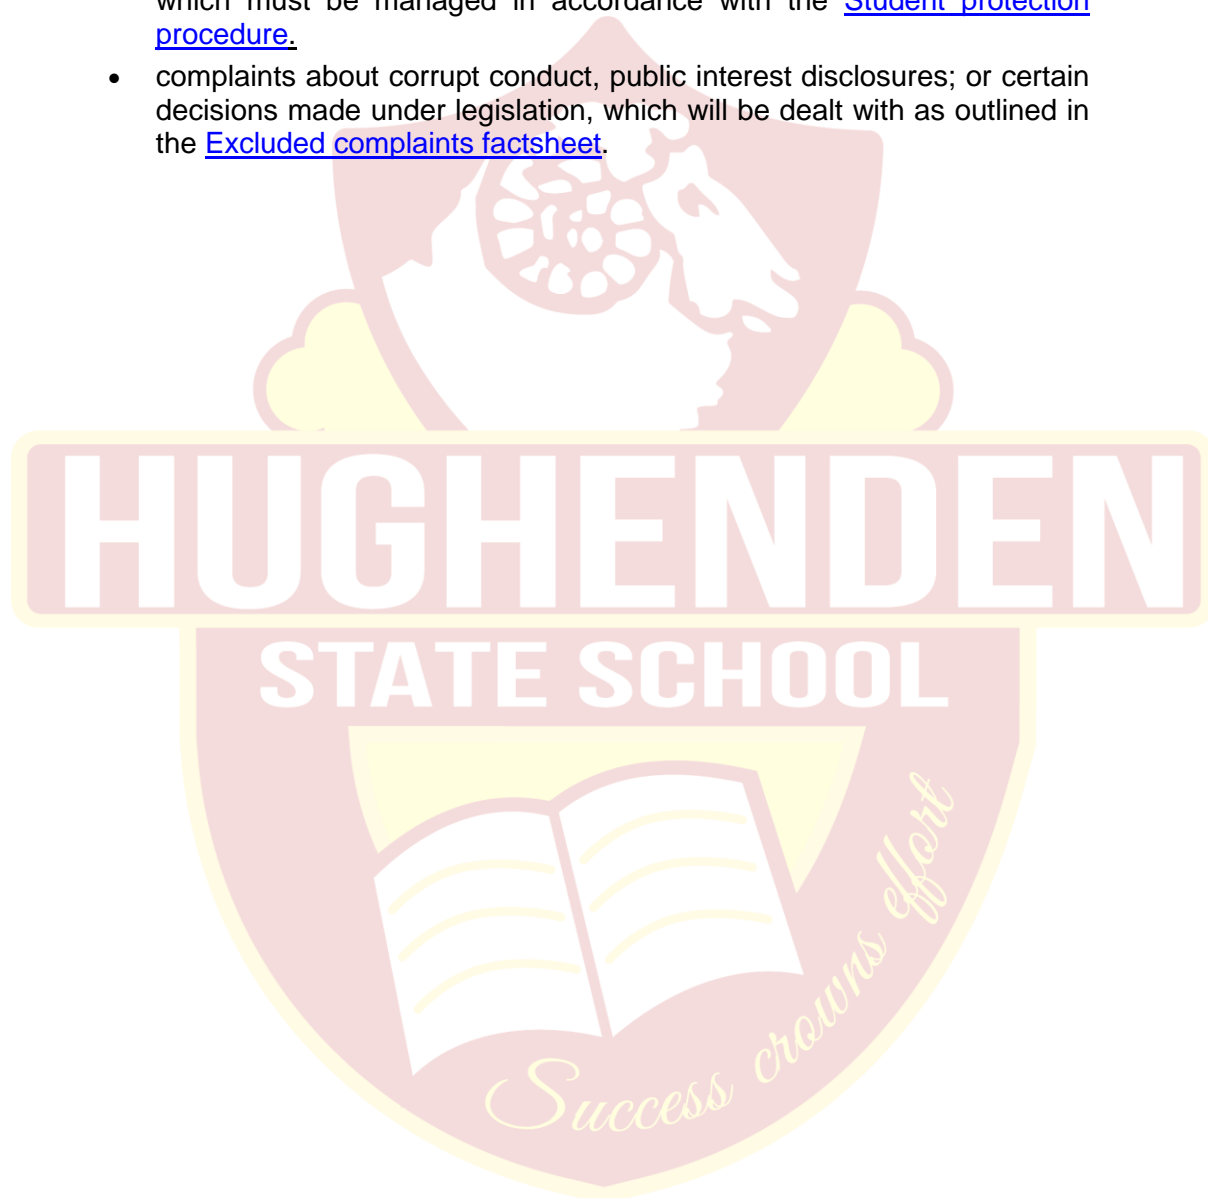 which must be managed in accordance with the Student protection
procedure.
• complaints about corrupt conduct, public interest disclosures; or certain
decisions made under legislation, which will be dealt with as outlined in
the Excluded complaints factsheet.
HUGHENDEN
STATE SCHOOL
Success crowns effort